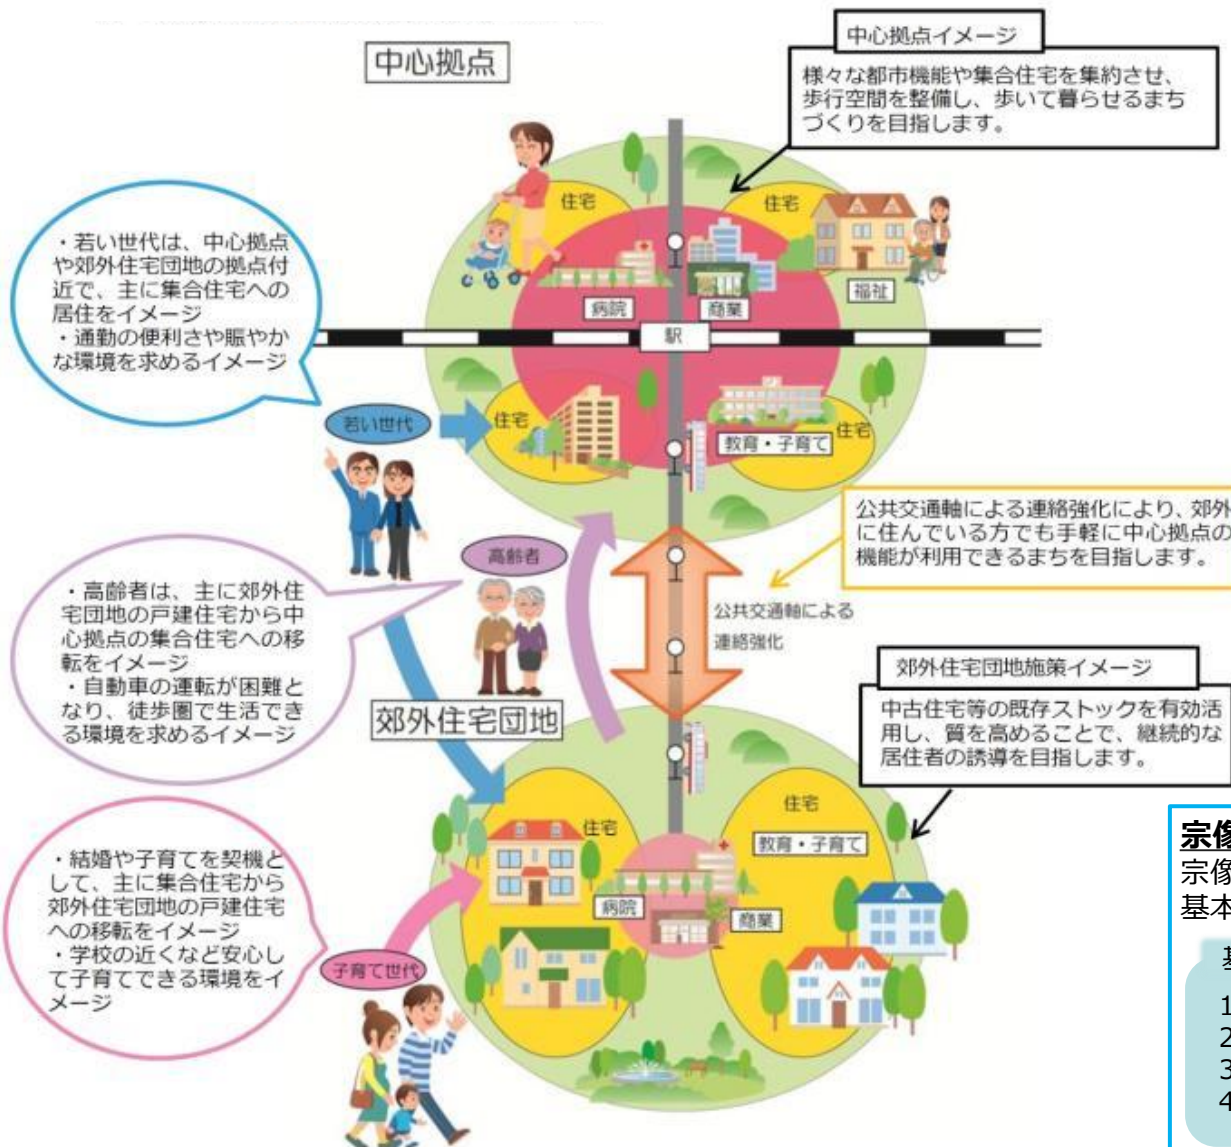 中心拠点
中心拠点イメージ
様々な都市機能や集合住宅を集約させ、
歩行空間を整備し、歩いて暮らせるまち
づくりを目指します。
・若い世代は、中心拠点
や郊外住宅団地の拠点付
近で、主に集合住宅への
居住をイメージ
・通勤の便利さや賑やか
な環境を求めるイメージ
住宅
住宅
病院
商業
福祉
駅
若い世代
住宅
教育・子育て
住宅
公共交通軸による連絡強化により、郊外
に住んでいる方でも手軽に中心拠点の
機能が利用できるまちを目指します。
高齢者
・高齢者は、主に郊外住
宅団地の戸建住宅から中
心拠点の集合住宅への移
転をイメージ
・自動車の運転が困難と
なり、徒歩圏で生活でき
る環境を求めるイメージ
公共交通軸による
連絡強化
郊外住宅団地
郊外住宅団地施策イメージ
中古住宅等の既存ストックを有効活
用し、質を高めることで、継続的な
居住者の誘導を目指します。
住宅
住宅
教育・子育て
病院
商業
・結婚や子育てを契機と
して、主に集合住宅から
郊外住宅団地の戸建住宅
への移転をイメージ
・学校の近くなど安心し
て子育てできる環境をイ
メージ
子育て世代
宗像
宗像
基本
1
2
3
4